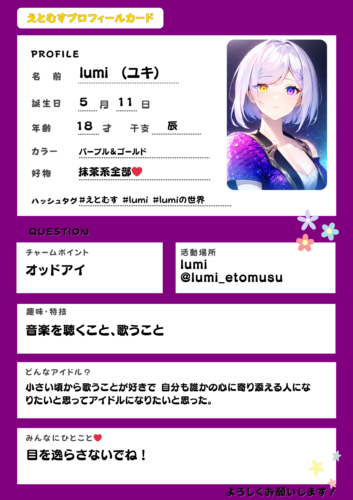 えとむすプロフィールカード
PROFILE
名 前 lumi （ユキ）
誕生日 5 月 11 日
年齢 18 才 干支 辰
カラー パープル&ゴールド
好物 抹茶系全部❤
ハッシュタグ #えとむす #lumi #lumiの世界
QUESTION
チャームポイント
オッドアイ
活動場所
lumi
@lumi_etomusu
趣味・特技
音楽を聴くこと、歌うこと
どんなアイドル？
小さい頃から歌うことが好きで 自分も誰かの心に寄り添える人にな
りたいと思ってアイドルになりたいと思った。
みんなにひとこと❤
目を逸らさないでね！
よろしくお願いします！